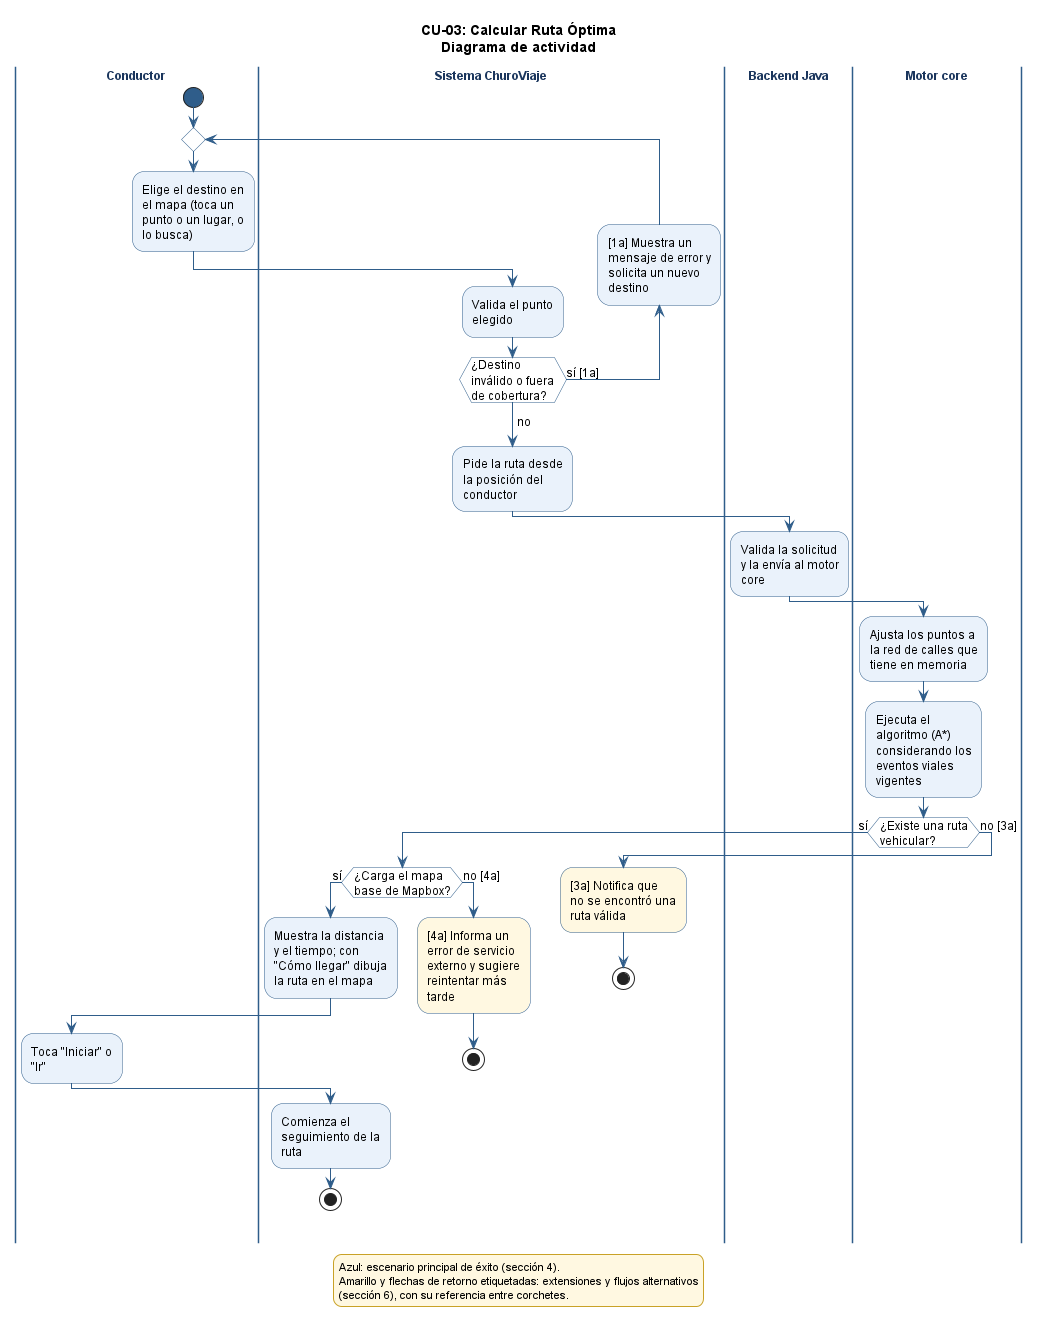 CU-03: Calcular Ruta Óptima
Diagrama de actividad
Conductor
Sistema ChuroViaje
Backend Java
Motor core
Elige el destino en
el mapa (toca un
punto o un lugar, o
lo busca)
[1a] Muestra un
mensaje de error y
solicita un nuevo
destino
Valida el punto
elegido
¿Destino
inválido o fuera
de cobertura?
sí [1a]
no
Pide la ruta desde
la posición del
conductor
Valida la solicitud
y la envía al motor
core
Ajusta los puntos a
la red de calles que
tiene en memoria
Ejecuta el
algoritmo (A*)
considerando los
eventos viales
vigentes
sí
¿Existe una ruta
vehicular?
no [3a]
sí
¿Carga el mapa
base de Mapbox?
no [4a]
[3a] Notifica que
no se encontró una
ruta válida
Muestra la distancia
y el tiempo; con
"Cómo llegar" dibuja
la ruta en el mapa
[4a] Informa un
error de servicio
externo y sugiere
reintentar más
tarde
Toca "Iniciar" o
"Ir"
Comienza el
seguimiento de la
ruta
Azul: escenario principal de éxito (sección 4).
Amarillo y flechas de retorno etiquetadas: extensiones y flujos alternativos
(sección 6), con su referencia entre corchetes.